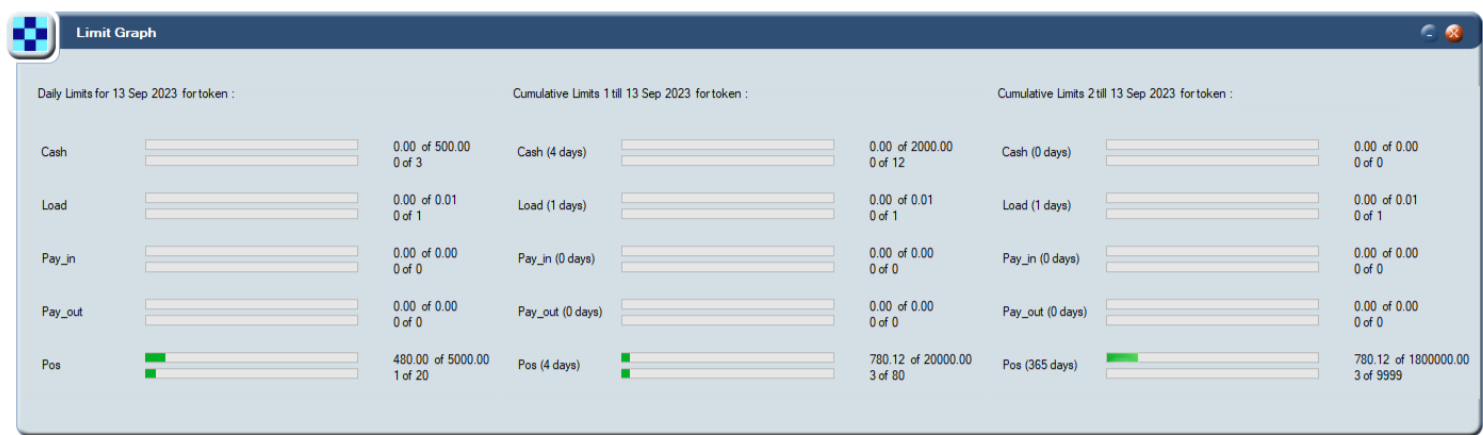 Limit Graph
Daily Limits for 13 Sep 2023 for token :
Cash
0.00 of 500.00
0 of 3
Load
0.00 of 0.01
0 of 1
Pay_in
0.00 of 0.00
0 of 0
Pay_out
0.00 of 0.00
0 of 0
Pos
480.00 of 5000.00
1 of 20
Cumulative Limits 1 till 13 Sep 2023 for token :
Cash (4 days)
0.00 of 2000.00
0 of 12
Load (1 days)
0.00 of 0.01
0 of 1
Pay_in (0 days)
0.00 of 0.00
0 of 0
Pay_out (0 days)
0.00 of 0.00
0 of 0
Pos (4 days)
780.12 of 20000.00
3 of 80
Cumulative Limits 2 till 13 Sep 2023 for token :
Cash (0 days)
0.00 of 0.00
0 of 0
Load (1 days)
0.00 of 0.01
0 of 1
Pay_in (0 days)
0.00 of 0.00
0 of 0
Pay_out (0 days)
0.00 of 0.00
0 of 0
Pos (365 days)
780.12 of 1800000.00
3 of 9999